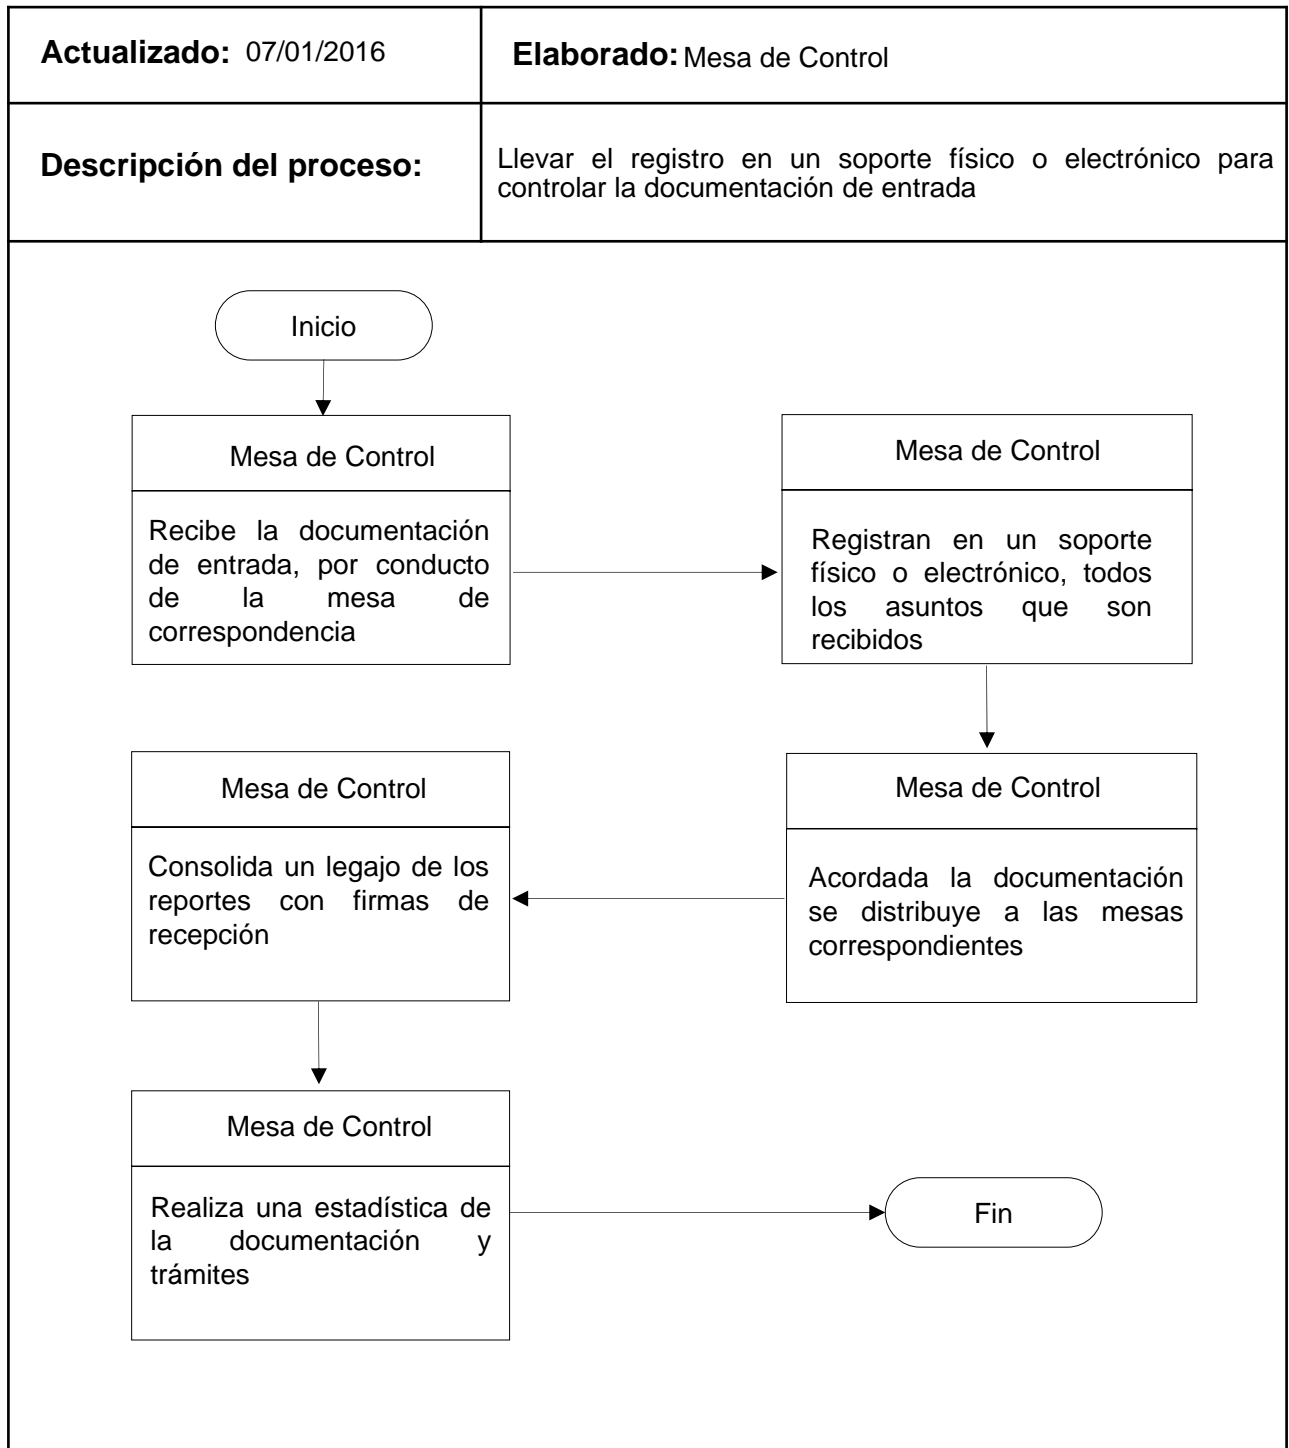 Actualizado: 07/01/2016
Elaborado: Mesa de Control
Descripción del proceso:
Llevar el registro en un soporte físico o electrónico para
controlar la documentación de entrada
Inicio
Mesa de Control
Recibe la documentación
de entrada, por conducto
de la mesa de
correspondencia
Mesa de Control
Registran en un soporte
físico o electrónico, todos
los asuntos que son
recibidos
Mesa de Control
Acordada la documentación
se distribuye a las mesas
correspondientes
Mesa de Control
Consolida un legajo de los
reportes con firmas de
recepción
Mesa de Control
Realiza una estadística de
la documentación y
trámites
Fin